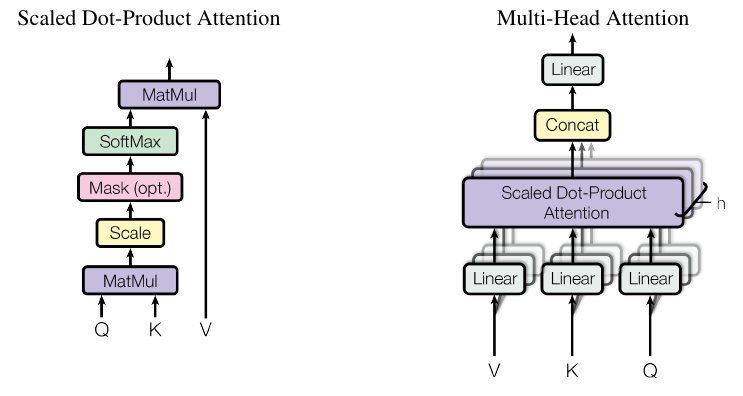 Scaled Dot-Product Attention
MatMul
SoftMax
Mask (opt.)
Scale
MatMul
Q K V
Multi-Head Attention
Linear
Concat
Scaled Dot-Product
Attention
h
Linear Linear Linear
V K Q